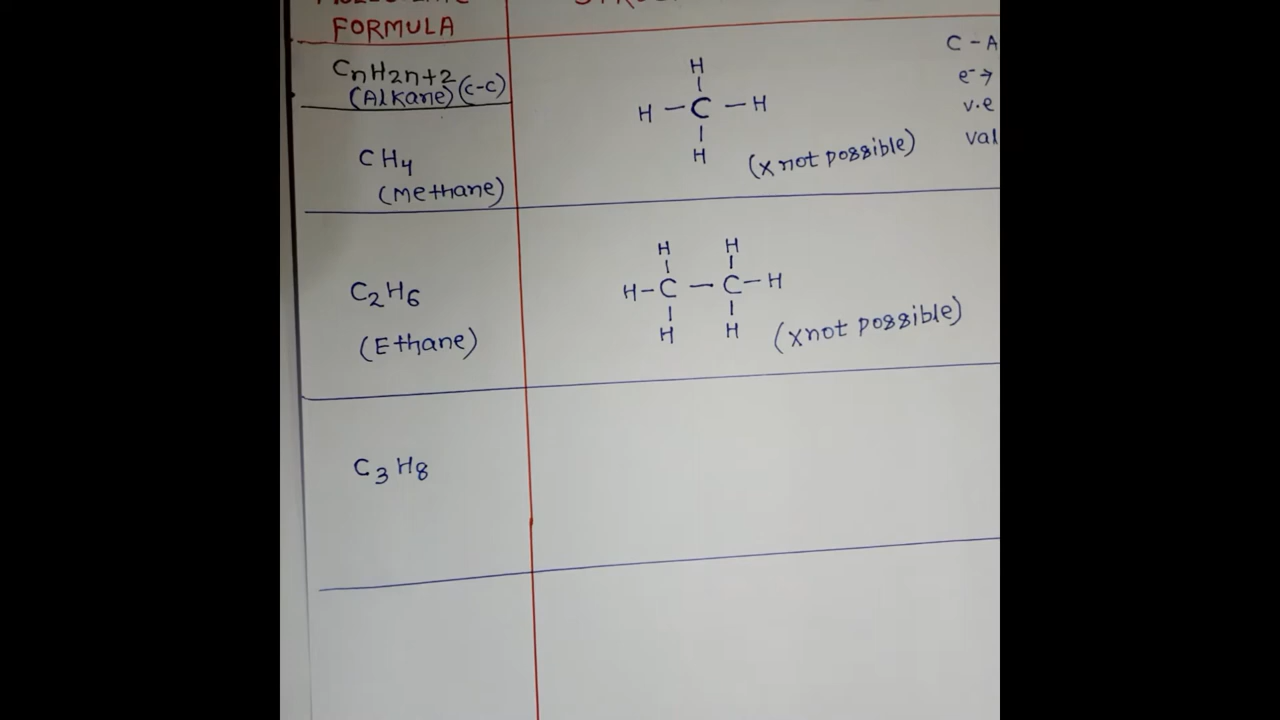 FORMULA
CnH2n+2
(Alkane) (C-C)
H
H - C - H
H
(x not possible)
C - A
e- →
v.e
val
CH4
(Methane)
H H
H - C - C - H
H H
(x not possible)
C2H6
(Ethane)
C3H8